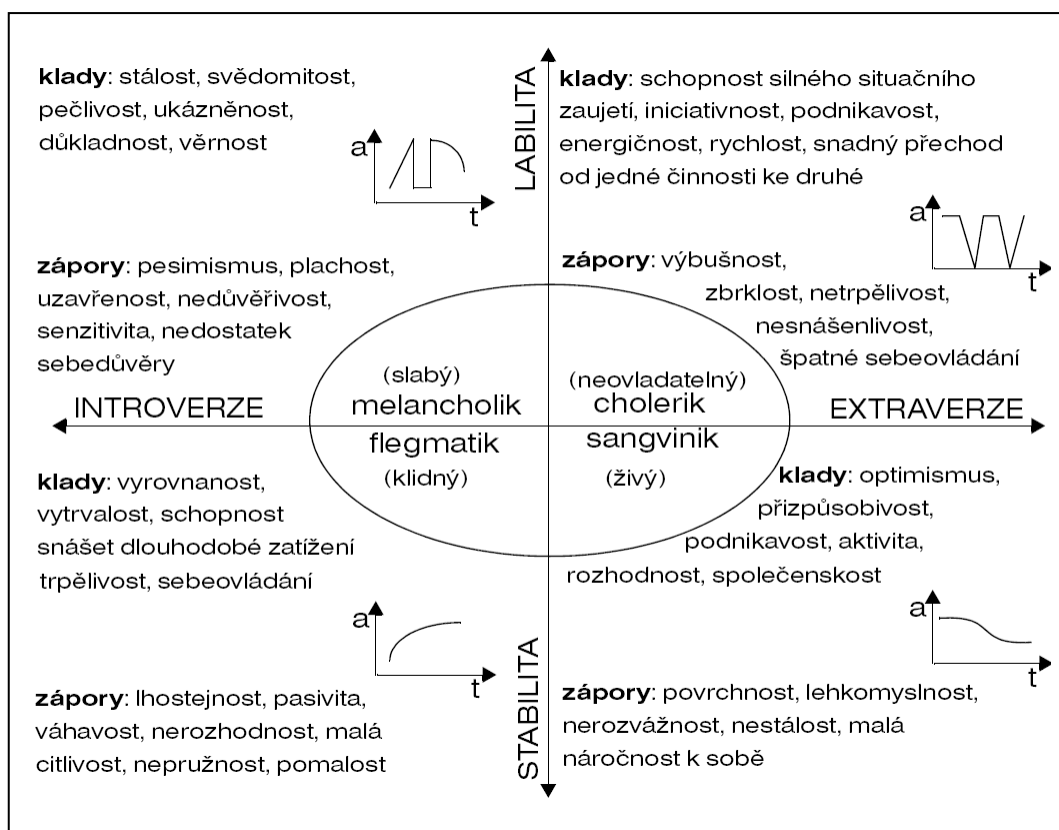 klady: stálost, svědomitost,
pečlivost, ukázněnost,
důkladnost, věrnost
a
t
zápory: pesimismus, plachost,
uzavřenost, nedůvěřivost,
senzitivita, nedostatek
sebedůvěry
LABILITA
klady: schopnost silného situačního
zaujetí, iniciativnost, podnikavost,
energičnost, rychlost, snadný přechod
od jedné činnosti ke druhé
a
t
zápory: výbušnost,
zbrklost, netrpělivost,
nesnášenlivost,
špatné sebeovládání
(slabý)
melancholik
(neovladatelný)
cholerik
INTROVERZE
EXTRAVERZE
flegmatik
(klidný)
sangvinik
(živý)
klady: vyrovnanost,
vytrvalost, schopnost
snášet dlouhodobé zatížení
trpělivost, sebeovládání
a
t
zápory: lhostejnost, pasivita,
váhavost, nerozhodnost, malá
citlivost, nepružnost, pomalost
STABILITA
klady: optimismus,
přizpůsobivost,
podnikavost, aktivita,
rozhodnost, společenskost
a
t
zápory: povrchnost, lehkomyslnost,
nerozvážnost, nestálost, malá
náročnost k sobě